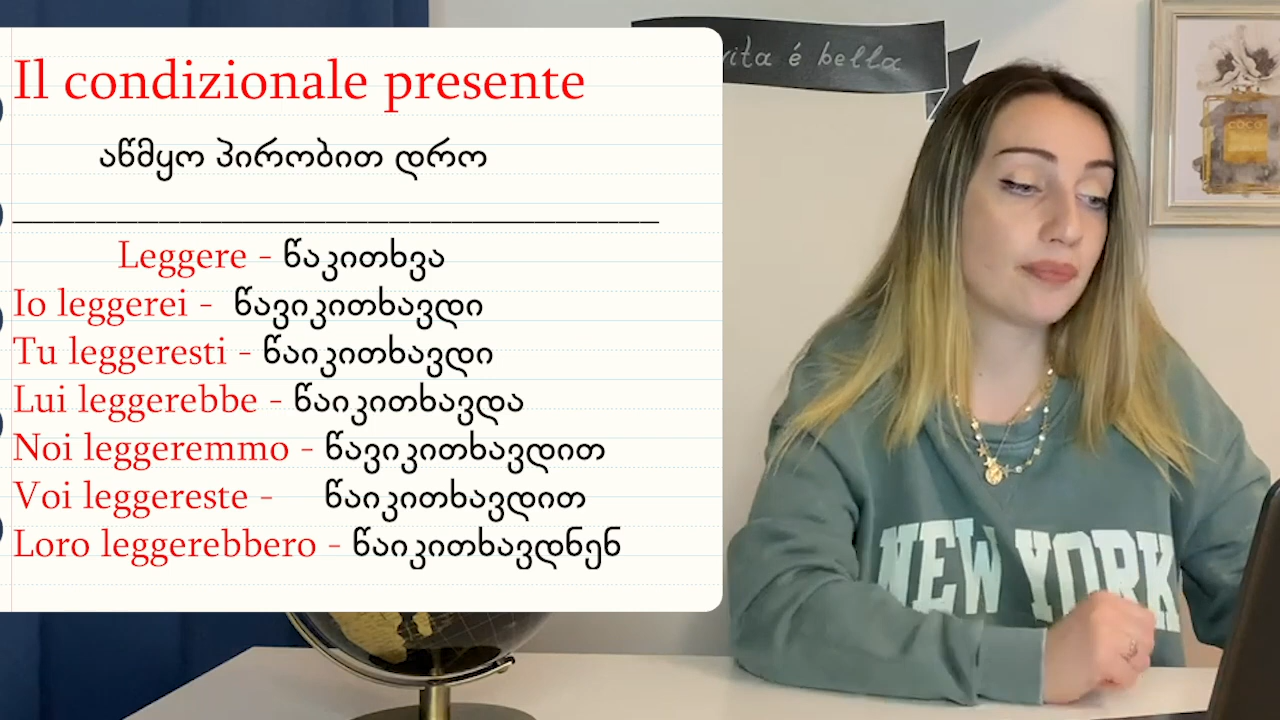 Il condizionale presente
აწმყო პირობით დრო
Leggere - წაკითხვა
Io leggerei - წავიკითხავდი
Tu leggeresti - წაიკითხავდი
Lui leggerebbe - წაიკითხავდა
Noi leggeremmo - წავიკითხავდით
Voi leggereste - წაიკითხავდით
Loro leggerebbero - წაიკითხავდნენ
vita é bella
COCO
NEW YORK